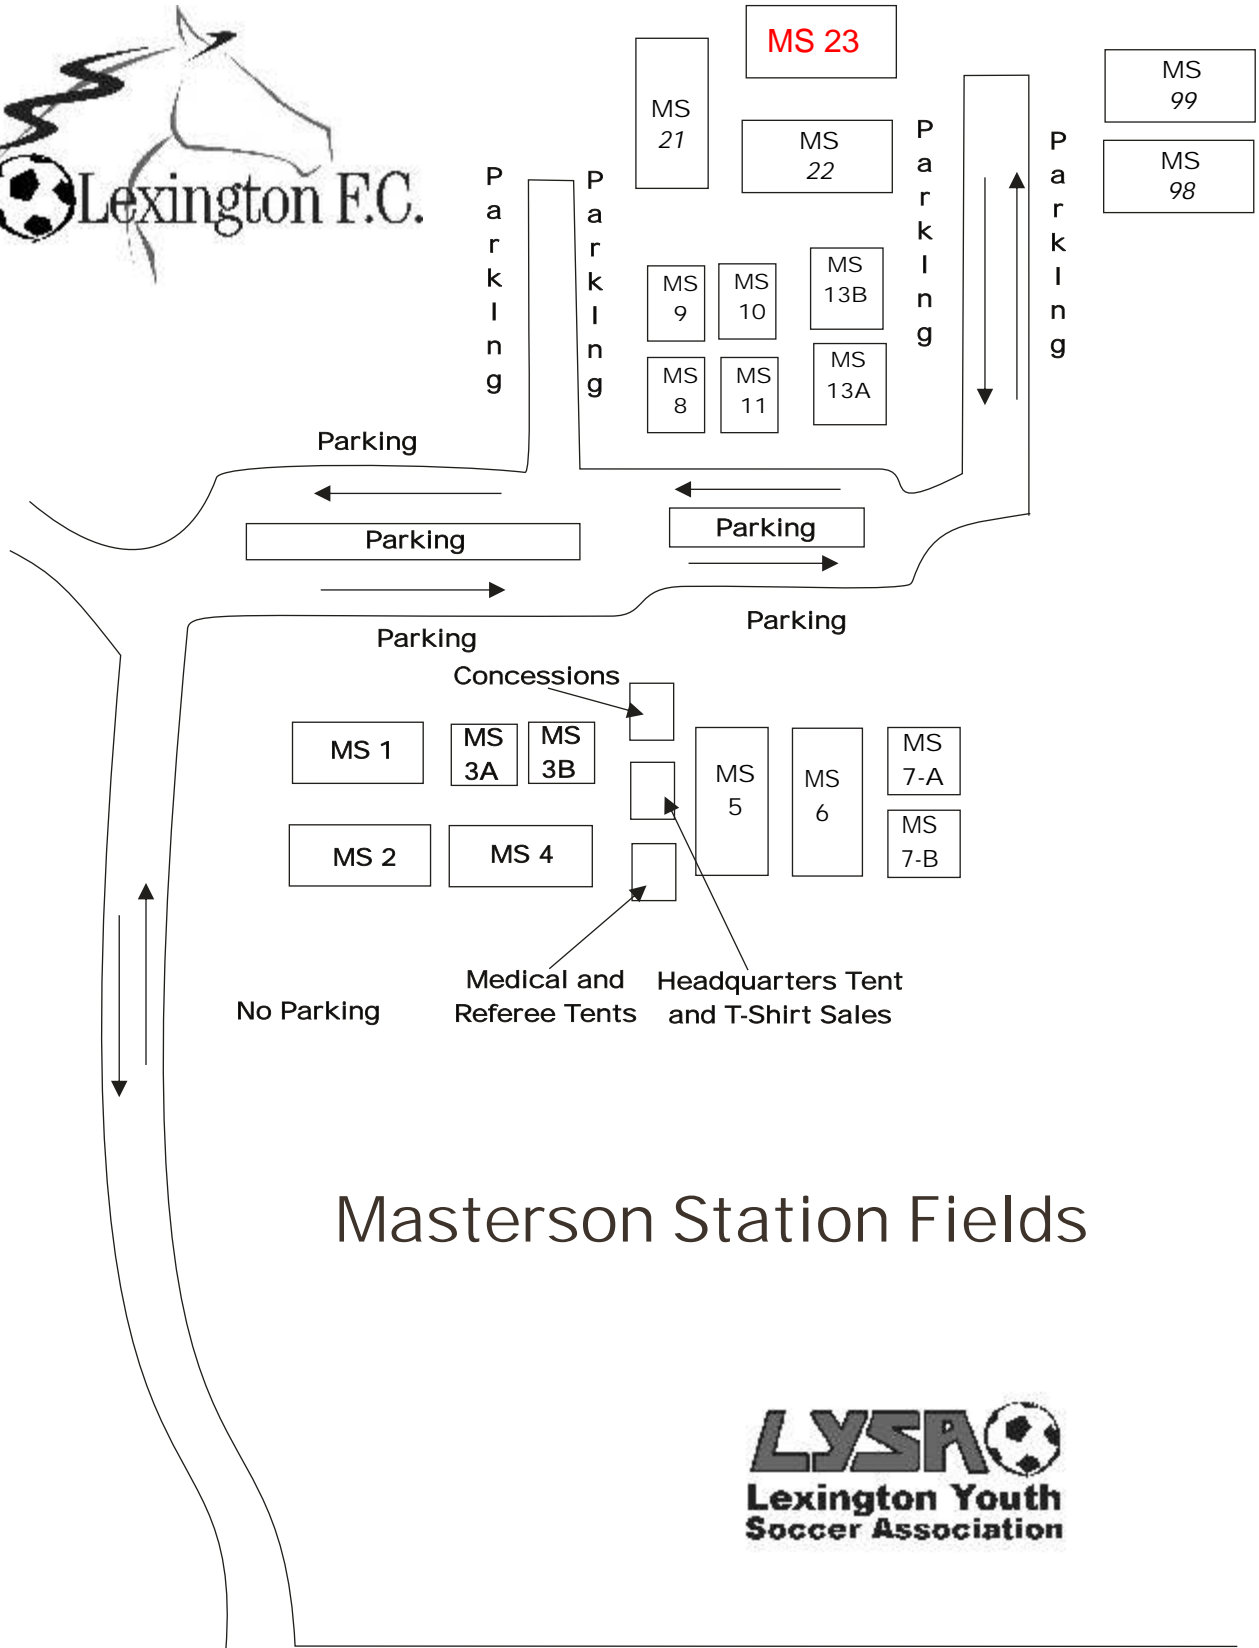 Lexington F.C.
MS 23
MS
21
MS
22
MS
99
MS
98
Parking
Parking
Parking
Parking
MS
9
MS
10
MS
13B
MS
8
MS
11
MS
13A
Parking
Parking
Parking
Parking
Parking
Concessions
MS 1
MS
3A
MS
3B
MS
5
MS
6
MS
7-A
MS
7-B
MS 2
MS 4
Medical and
Referee Tents
Headquarters Tent
and T-Shirt Sales
No Parking
Masterson Station Fields
LYSA
Lexington Youth
Soccer Association